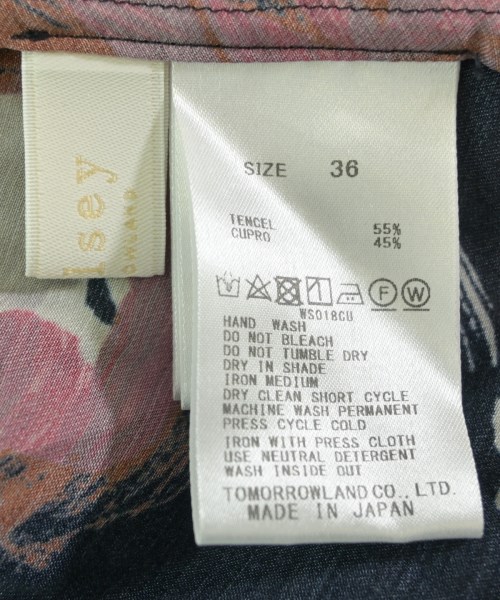 SIZE 36
TENCEL 55%
CUPRO 45%
F W
WS018CU
HAND WASH
DO NOT BLEACH
DO NOT TUMBLE DRY
DRY IN SHADE
IRON MEDIUM
DRY CLEAN SHORT CYCLE
MACHINE WASH PERMANENT
PRESS CYCLE COLD
IRON WITH PRESS CLOTH
USE NEUTRAL DETERGENT
WASH INSIDE OUT
TOMORROWLAND CO., LTD.
MADE IN JAPAN
sey